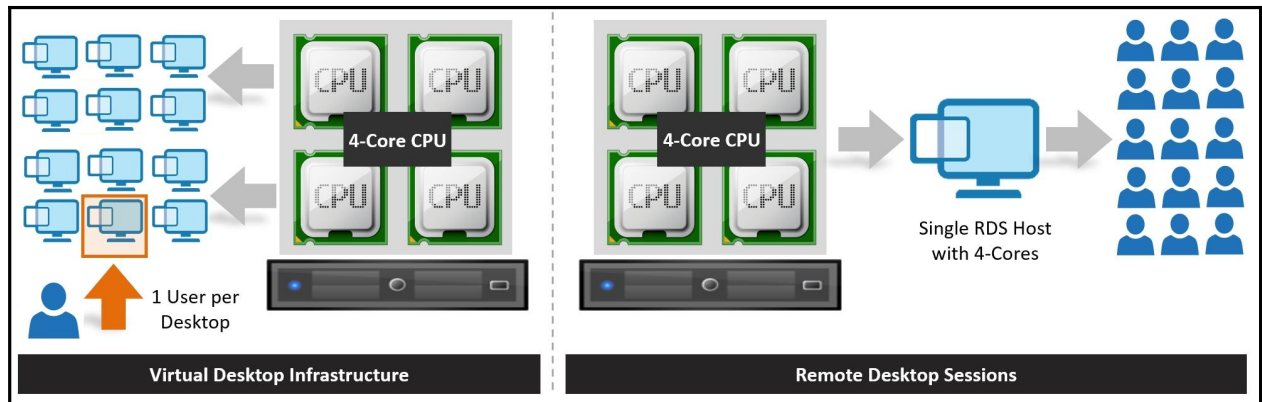 CPU
CPU
4-Core CPU
CPU
CPU
1 User per
Desktop
Virtual Desktop Infrastructure
CPU
CPU
4-Core CPU
CPU
CPU
Single RDS Host
with 4-Cores
Remote Desktop Sessions